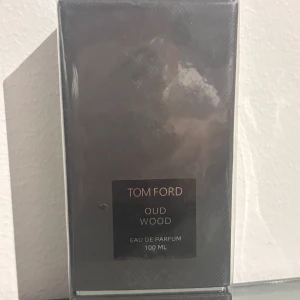 TOM FORD
OUD
WOOD
EAU DE PARFUM
100 ML